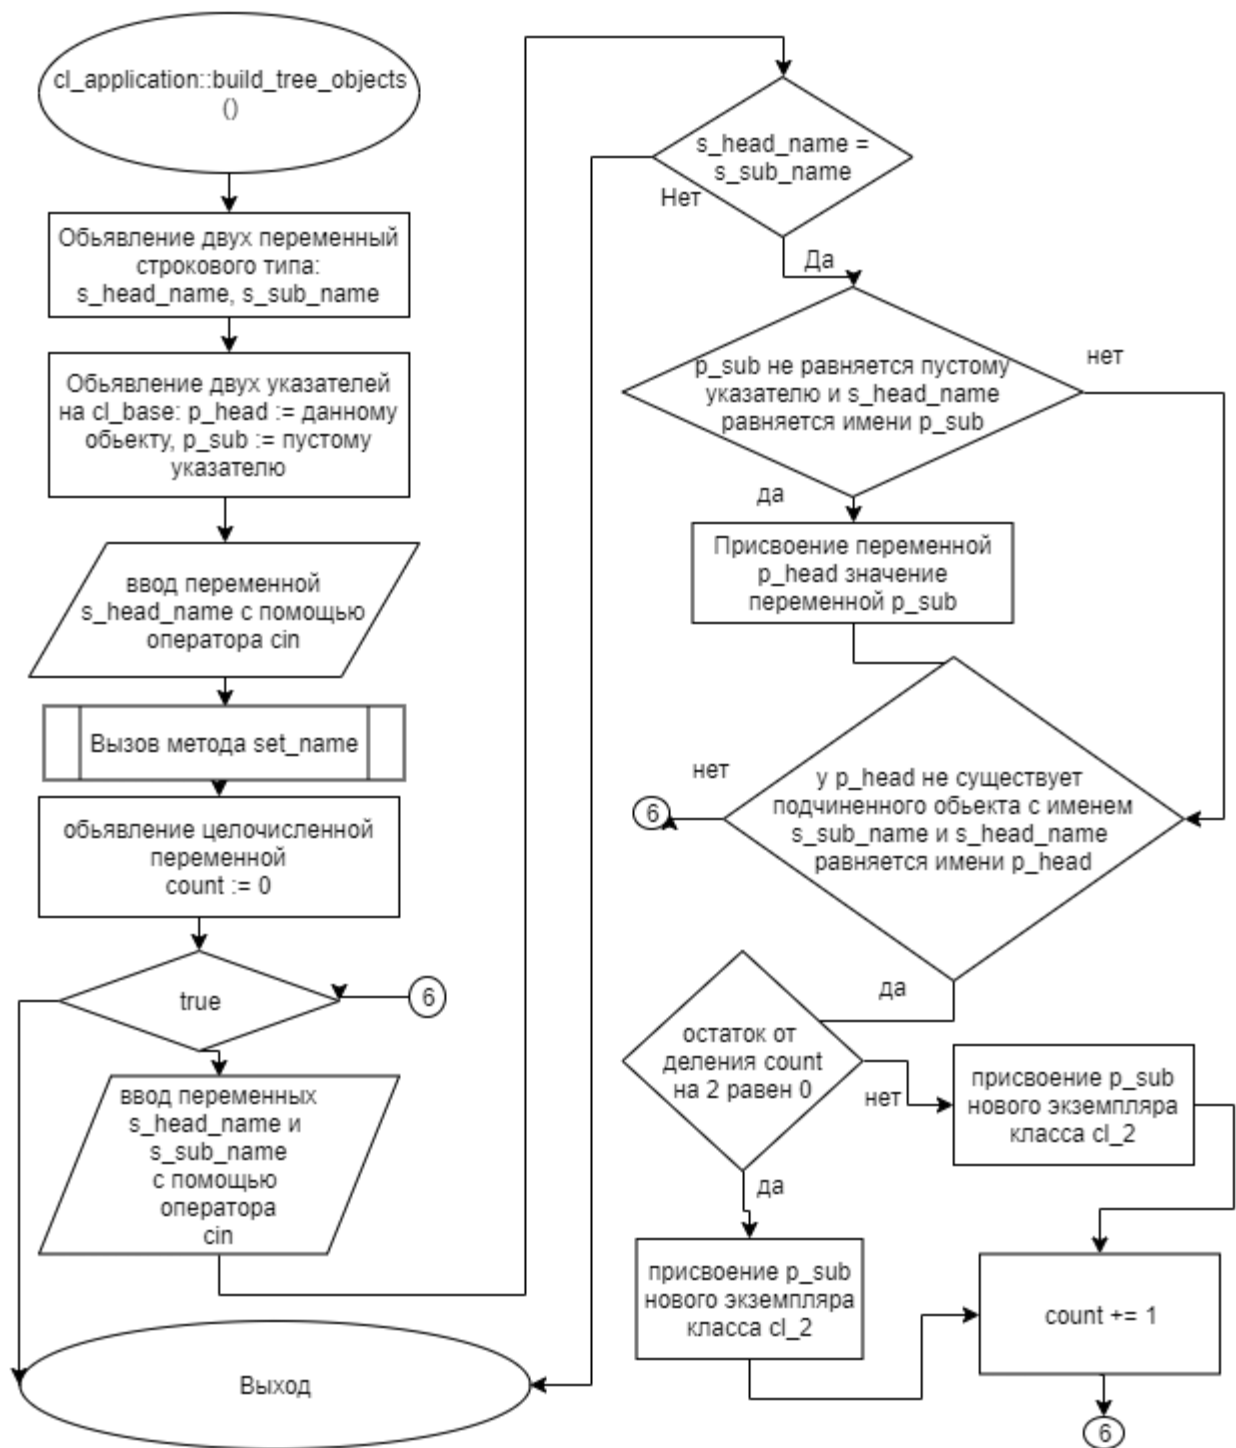 cl_application::build_tree_objects
()
Обьявление двух переменный
строкового типа:
s_head_name, s_sub_name
Обьявление двух указателей
на cl_base: p_head := данному
обьекту, p_sub := пустому
указателю
ввод переменной
s_head_name с помощью
оператора cin
Вызов метода set_name
обьявление целочисленной
переменной
count := 0
true
6
ввод переменных
s_head_name и
s_sub_name
с помощью
оператора
cin
Выход
s_head_name =
s_sub_name
Нет
Да
p_sub не равняется пустому
указателю и s_head_name
равняется имени p_sub
нет
да
Присвоение переменной
p_head значение
переменной p_sub
нет
6
у p_head не существует
подчиненного обьекта с именем
s_sub_name и s_head_name
равняется имени p_head
да
остаток от
деления count
на 2 равен 0
нет
присвоение p_sub
нового экземпляра
класса cl_2
да
присвоение p_sub
нового экземпляра
класса cl_2
count += 1
6